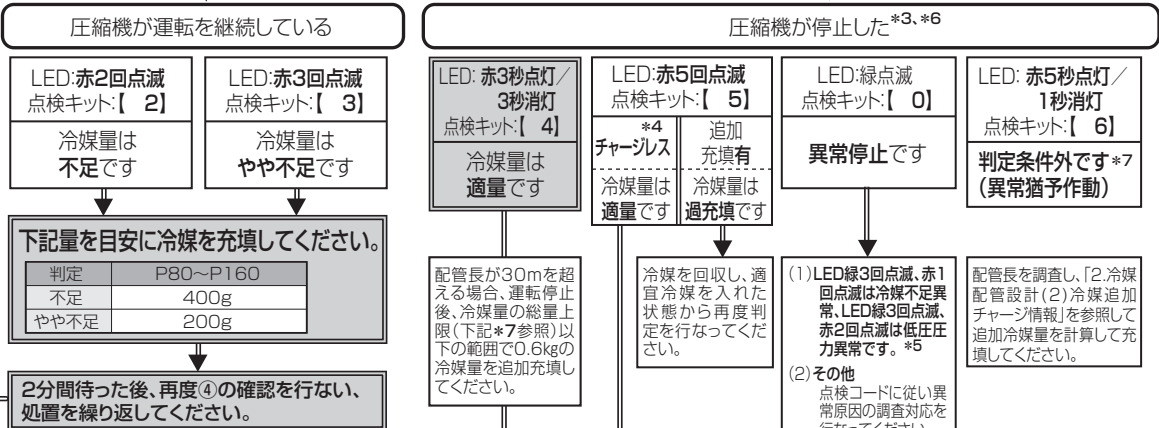 圧縮機が運転を継続している
圧縮機が停止した*3、*6
LED:赤2回点滅
点検キット:【 2】
冷媒量は
不足です
LED:赤3回点滅
点検キット:【 3】
冷媒量は
やや不足です
下記量を目安に冷媒を充填してください。
判定 P80〜P160
不足 400g
やや不足 200g
2分間待った後、再度④の確認を行ない、
処置を繰り返してください。
LED: 赤3秒点灯/
3秒消灯
点検キット:【 4】
冷媒量は
適量です
配管長が30mを超
える場合、運転停止
後、冷媒量の総量上
限(下記*7参照)以
下の範囲で0.6kgの
冷媒量を追加充填し
てください。
LED:赤5回点滅
点検キット:【 5】
*4
チャージレス
冷媒量は
適量です
追加
充填有
冷媒量は
過充填です
冷媒を回収し、適
宜冷媒を入れた
状態から再度判
定を行なってくだ
さい。
LED:緑点滅
点検キット:【 0】
異常停止です
(1)LED緑3回点滅、赤1
回点滅は冷媒不足異
常、LED緑3回点滅、
赤2回点滅は低圧圧
力異常です。*5
(2)その他
点検コードに従い異
常原因の調査対応を
行なってください。
LED: 赤5秒点灯/
1秒消灯
点検キット:【 6】
判定条件外です*7
(異常猶予作動)
配管長を調査し、「2.冷媒
配管設計(2)冷媒追加
チャージ情報」を参照して
追加冷媒量を計算して充
填してください。